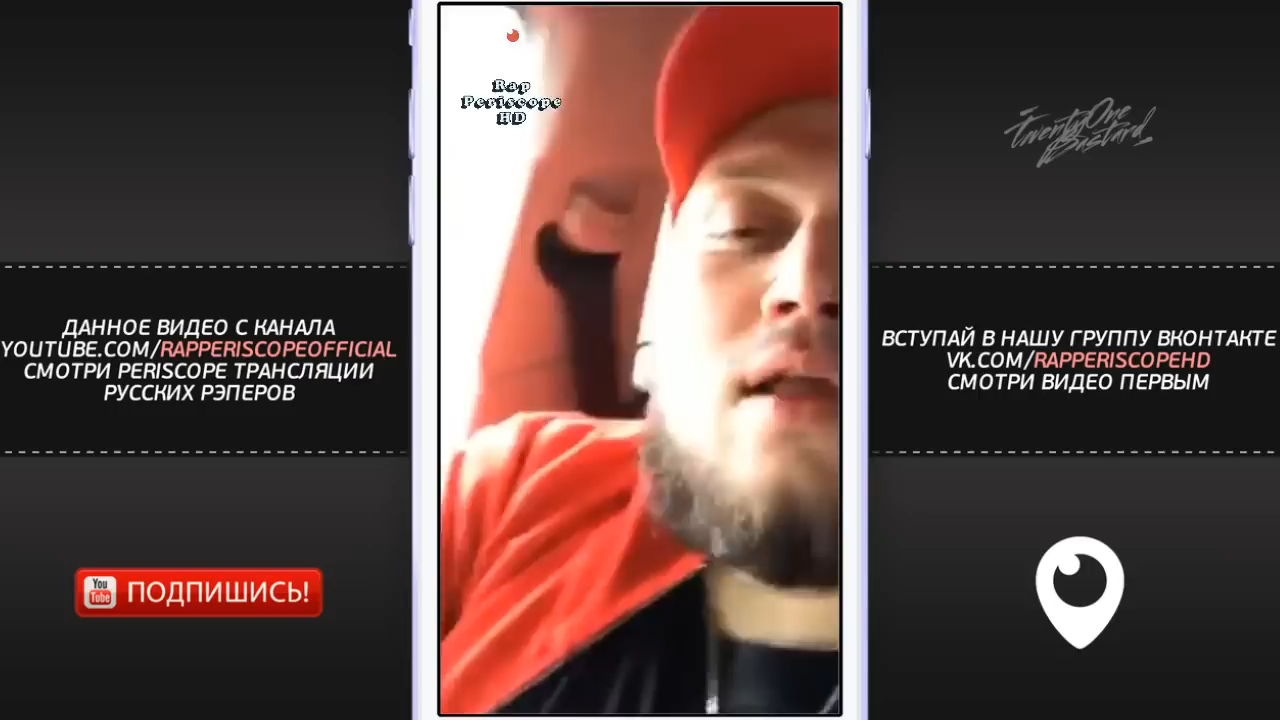 Rap
Periscope
HD
TwentyOne
Bastard
ДАННОЕ ВИДЕО С КАНАЛА
YOUTUBE.COM/RAPPERISCOPEOFFICIAL
СМОТРИ PERISCOPE ТРАНСЛЯЦИИ
РУССКИХ РЭПЕРОВ
ВСТУПАЙ В НАШУ ГРУППУ ВКОНТАКТЕ
VK.COM/RAPPERISCOPEHD
СМОТРИ ВИДЕО ПЕРВЫМ
You
Tube
ПОДПИШИСЬ!